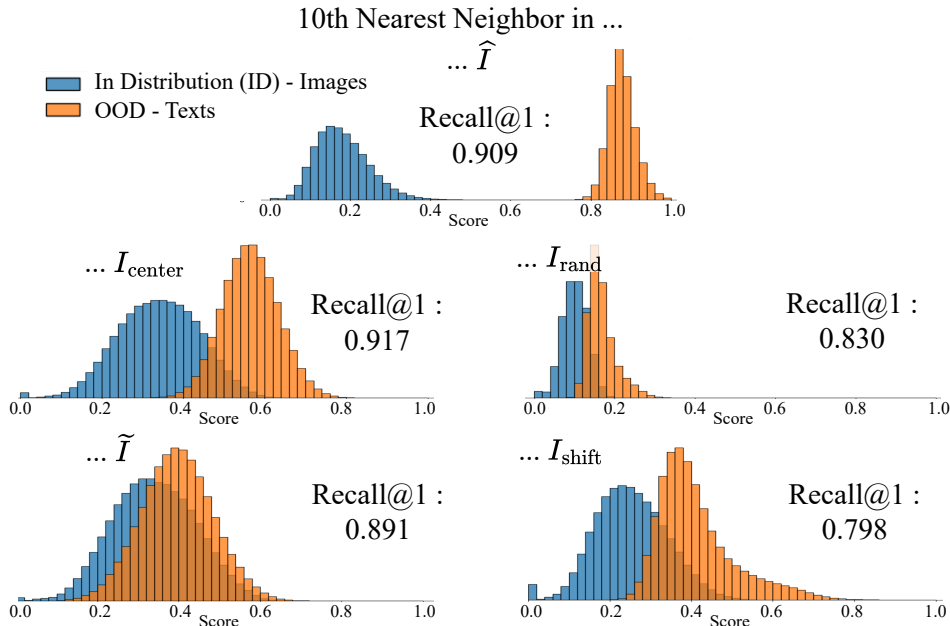 10th Nearest Neighbor in ...
... Î
In Distribution (ID) - Images
OOD - Texts
Recall@1 :
0.909
0.0 0.2 0.4 0.6 0.8 1.0
Score
... I_center
Recall@1 :
0.917
0.0 0.2 0.4 0.6 0.8 1.0
Score
... I_rand
Recall@1 :
0.830
0.0 0.2 0.4 0.6 0.8 1.0
Score
... Ĩ
Recall@1 :
0.891
0.0 0.2 0.4 0.6 0.8 1.0
Score
... I_shift
Recall@1 :
0.798
0.0 0.2 0.4 0.6 0.8 1.0
Score